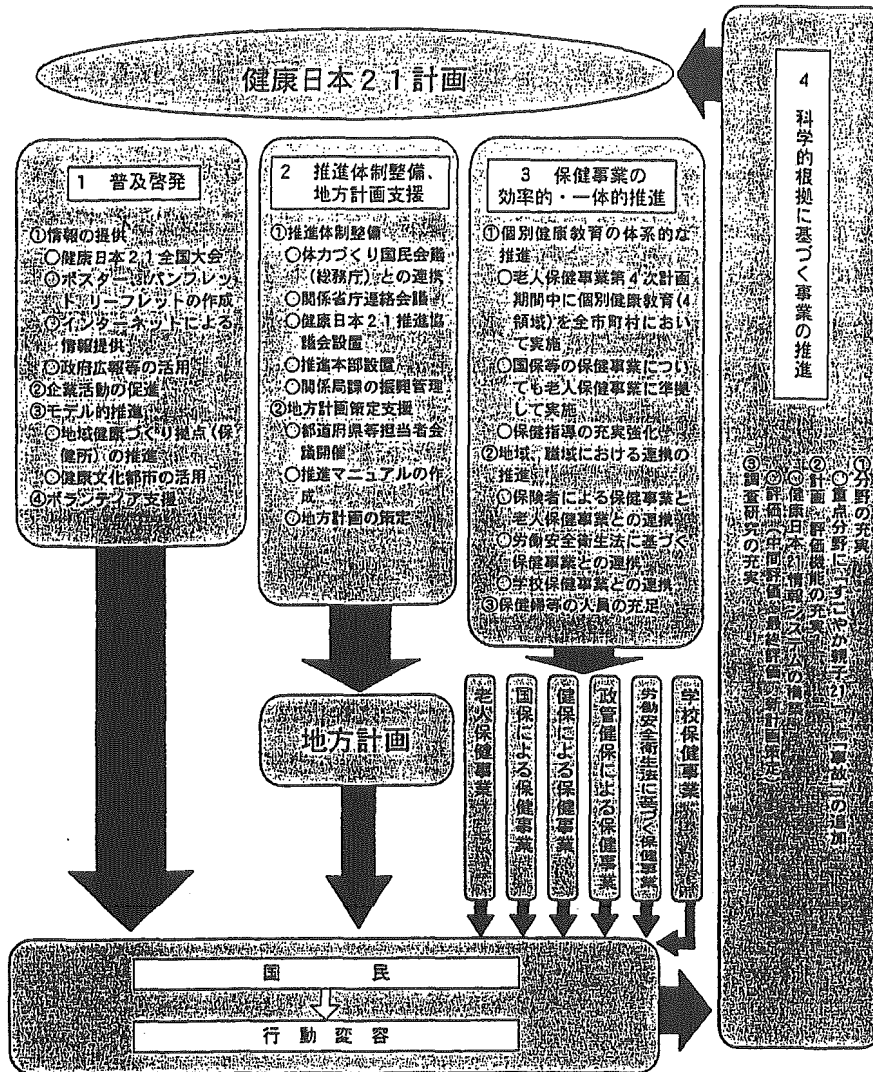 健康日本21計画
1 普及啓発
①情報の提供
○健康日本21全国大会
○ポスター、パンフレッ
ト、リーフレットの作成
○インターネットによる
情報提供
○政府広報等の活用
②企業活動の促進
③モデル的推進
○地域健康づくり拠点（保
健所）の推進
○健康文化都市の活用
④ボランティア支援
2 推進体制整備、
地方計画支援
①推進体制整備
○体力づくり国民会議
（総務庁）との連携
○関係省庁連絡会議
○健康日本21推進協
議会設置
○推進本部設置
○関係局課の振興管理
②地方計画策定支援
○都道府県等担当者会
議開催
○推進マニュアルの作
成
○地方計画の策定
3 保健事業の
効率的・一体的推進
①個別健康教育の体系的な
推進
○老人保健事業第4次計画
期間中に個別健康教育（4
領域）を全市町村におい
て実施
○国保等の保健事業につい
ても老人保健事業に準拠
して実施
○保健指導の充実強化
②地域、職域における連携の
推進
○保険者による保健事業と
老人保健事業との連携
○労働安全衛生法に基づく
保健事業との連携
○学校保健事業との連携
③保健婦等の人員の充足
4 科学的根拠に基づく事業の推進
①分野の充実
○重点分野に「すこやか親子21」「事故」の追加
②計画、評価機能の充実
○健康日本21情報システムの構築
○評価（中間評価、最終評価、新計画策定）
③調査研究の充実
地方計画
老人保健事業
国保による保健事業
健保による保健事業
政管健保による保健事業
労働安全衛生法に基づく保健事業
学校保健事業
国民
行動変容